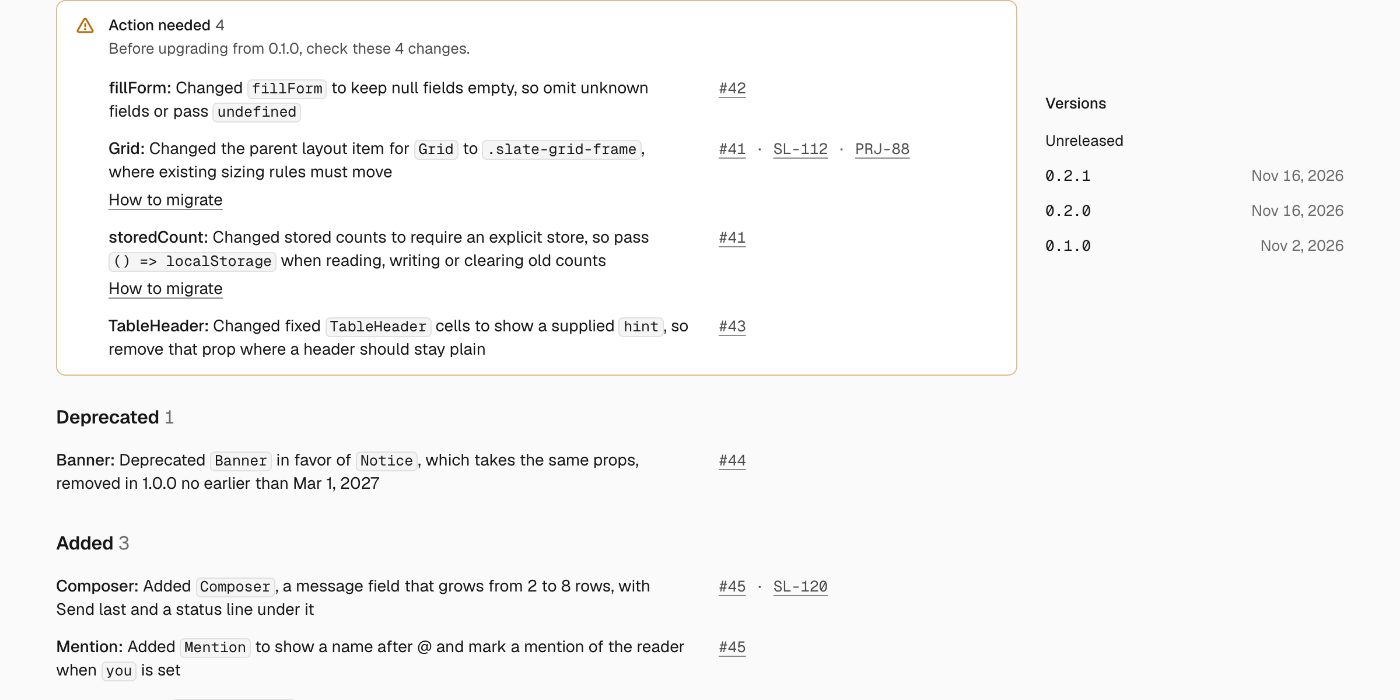 Action needed 4
Before upgrading from 0.1.0, check these 4 changes.
fillForm: Changed fillForm to keep null fields empty, so omit unknown
fields or pass undefined
#42
Grid: Changed the parent layout item for Grid to .slate-grid-frame,
where existing sizing rules must move
#41 · SL-112 · PRJ-88
How to migrate
storedCount: Changed stored counts to require an explicit store, so pass
() => localStorage when reading, writing or clearing old counts
#41
How to migrate
TableHeader: Changed fixed TableHeader cells to show a supplied hint, so
remove that prop where a header should stay plain
#43
Deprecated 1
Banner: Deprecated Banner in favor of Notice, which takes the same props,
removed in 1.0.0 no earlier than Mar 1, 2027
#44
Added 3
Composer: Added Composer, a message field that grows from 2 to 8 rows, with
Send last and a status line under it
#45 · SL-120
Mention: Added Mention to show a name after @ and mark a mention of the reader
when you is set
#45
Versions
Unreleased
0.2.1 Nov 16, 2026
0.2.0 Nov 16, 2026
0.1.0 Nov 2, 2026